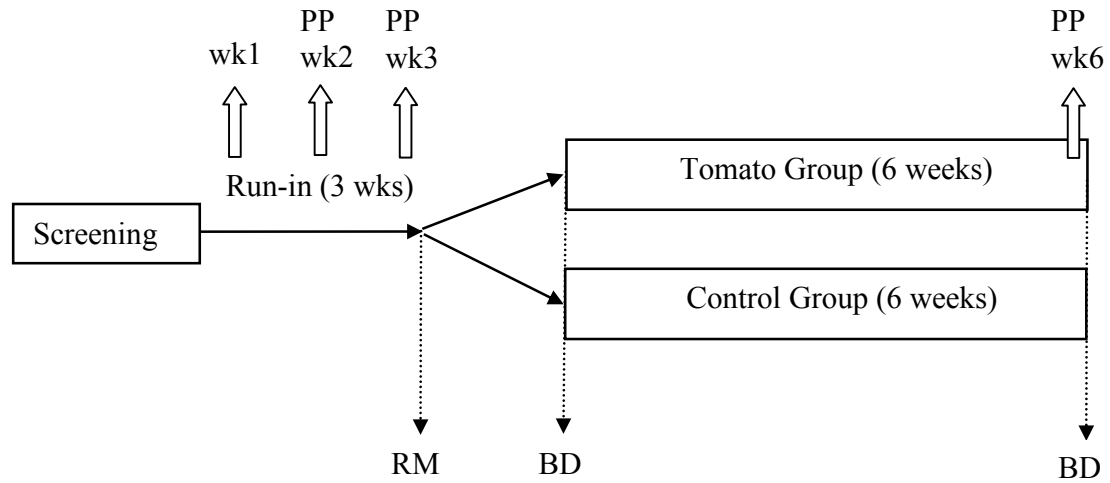 PP PP PP
wk1 wk2 wk3 wk6
Tomato Group (6 weeks)
Run-in (3 wks)
Screening
Control Group (6 weeks)
RM BD BD